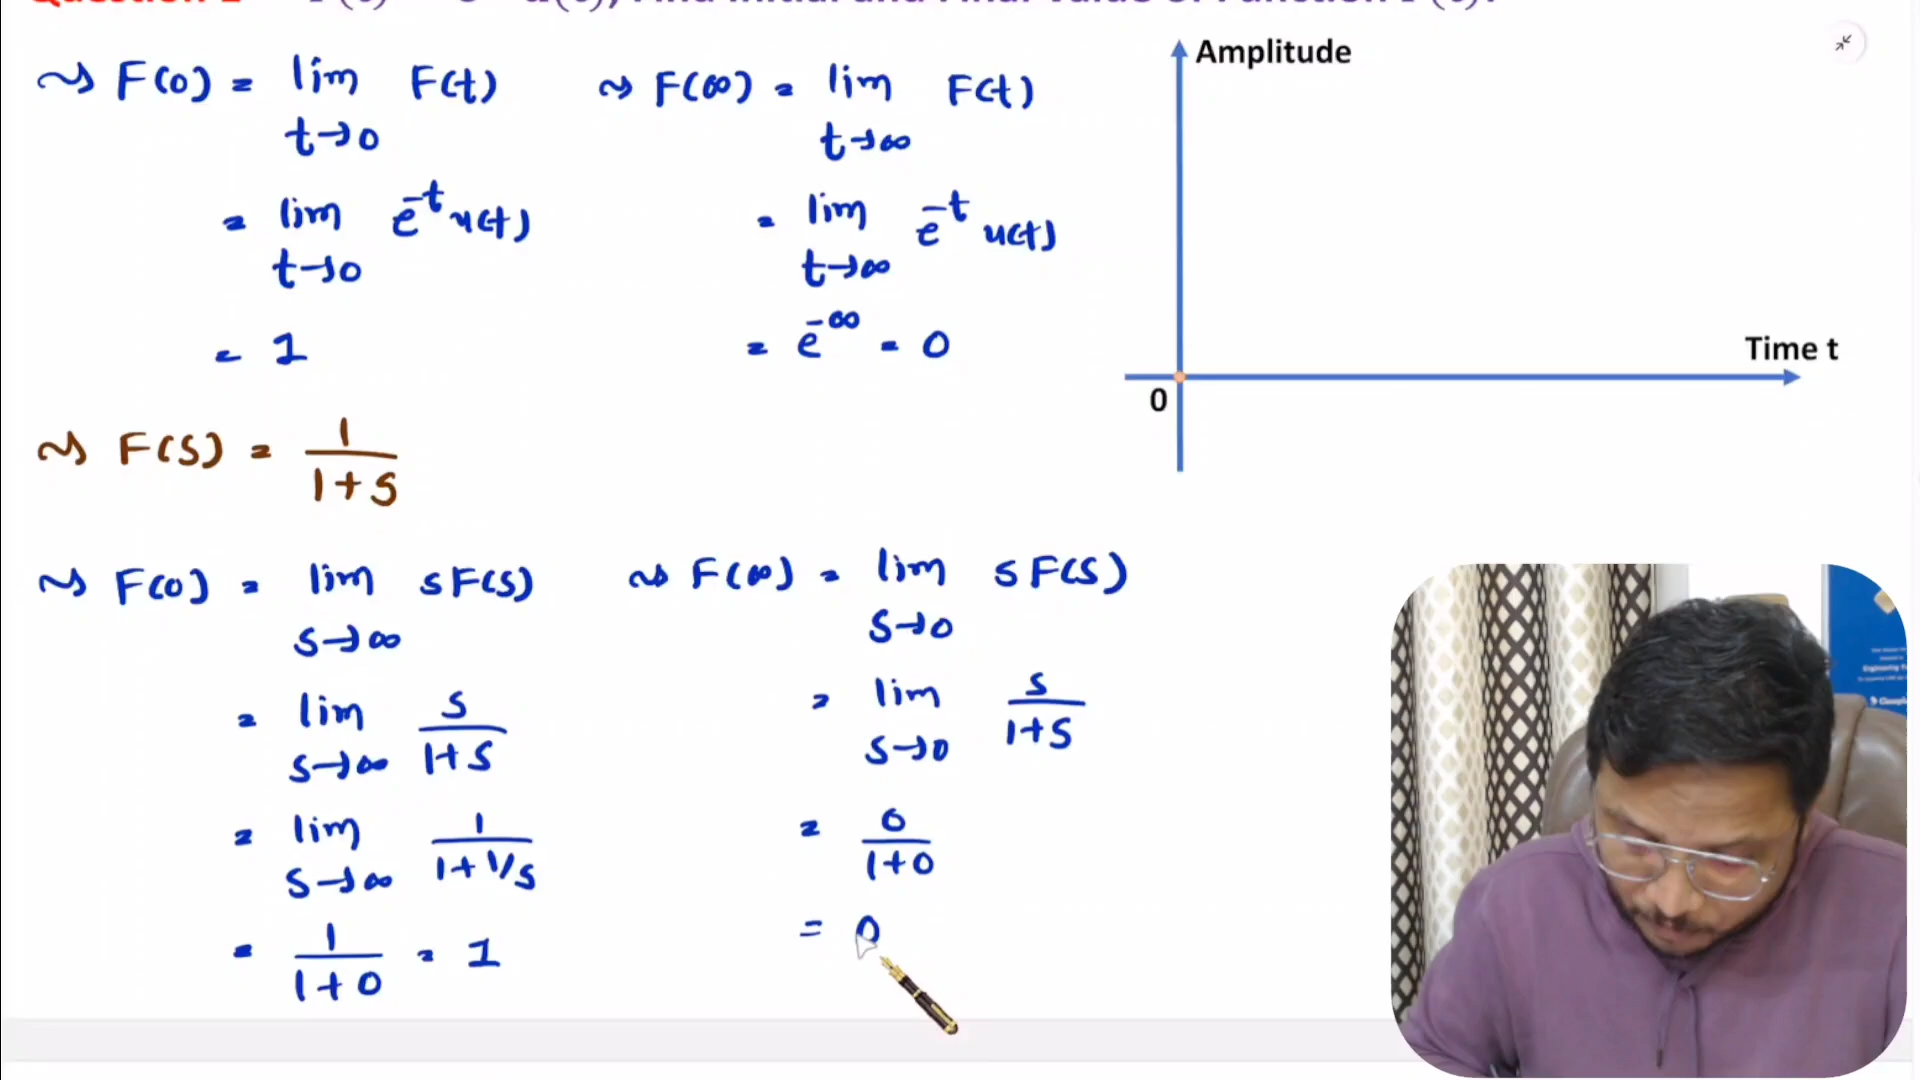 F(0) = lim F(t)
t→0
= lim e^-t u(t)
t→0
= 1
F(∞) = lim F(t)
t→∞
= lim e^-t u(t)
t→∞
= e^-∞ = 0
Amplitude
Time t
0
F(S) = 1/(1+S)
F(0) = lim SF(S)
S→∞
= lim S/(1+S)
S→∞
= lim 1/(1+1/S)
S→∞
= 1/(1+0) = 1
F(∞) = lim SF(S)
S→0
= lim S/(1+S)
S→0
= 0/(1+0)
= 0